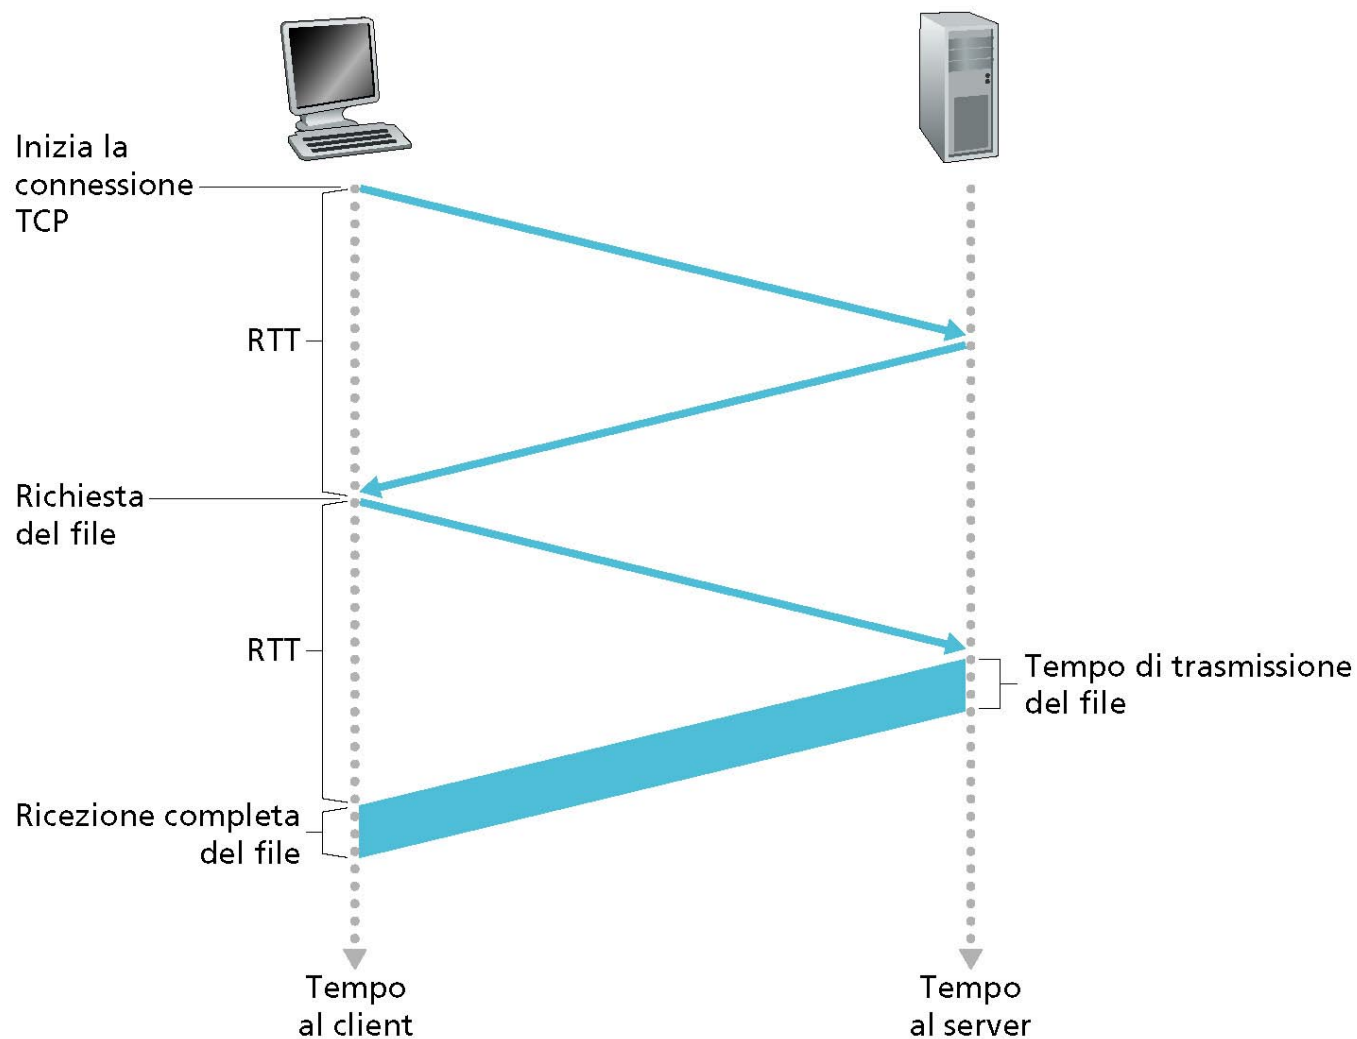 Inizia la
connessione
TCP
RTT
Richiesta
del file
RTT
Tempo di trasmissione
del file
Ricezione completa
del file
Tempo
al client
Tempo
al server